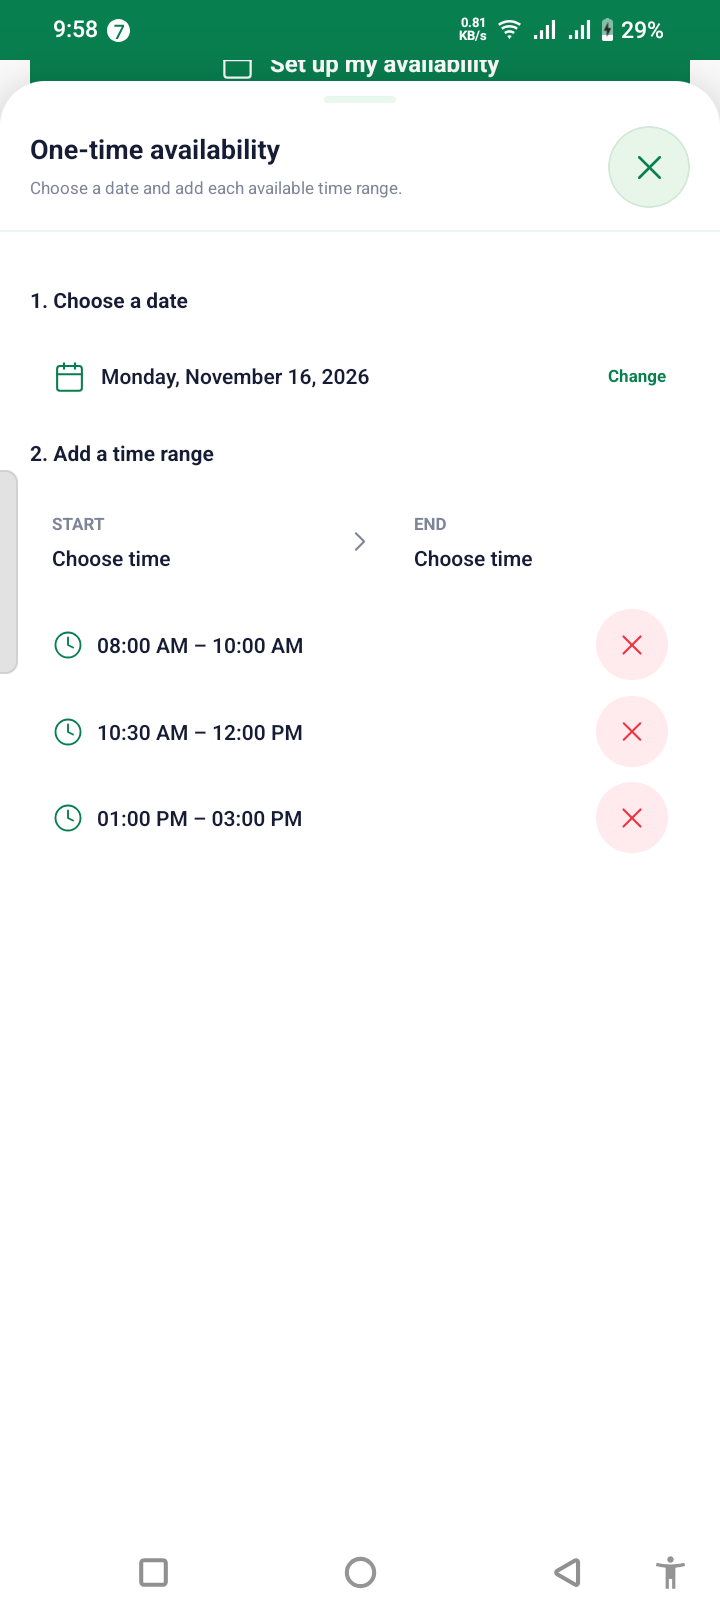 9:58 7 0.81 KB/s 29%
Set up my availability
One-time availability
Choose a date and add each available time range.
1. Choose a date
Monday, November 16, 2026 Change
2. Add a time range
START END
Choose time Choose time
08:00 AM – 10:00 AM
10:30 AM – 12:00 PM
01:00 PM – 03:00 PM